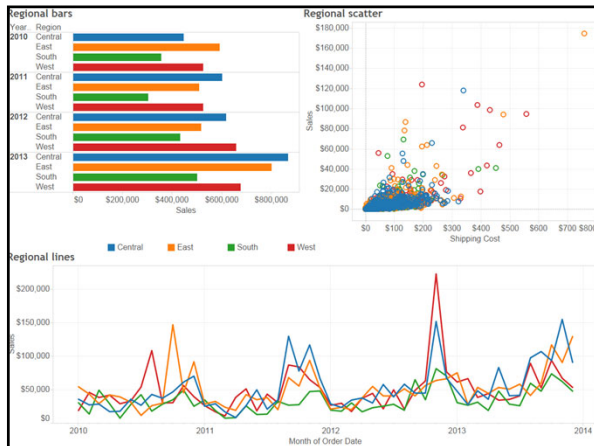 Regional bars
Year.. Region
2010 Central
East
South
West
2011 Central
East
South
West
2012 Central
East
South
West
2013 Central
East
South
West
$0 $200,000 $400,000 $600,000 $800,000
Sales
Regional scatter
$180,000
$160,000
$140,000
$120,000
$100,000
$80,000
$60,000
$40,000
$20,000
$0
Sales
$0 $100 $200 $300 $400 $500 $600 $700 $800
Shipping Cost
Central East South West
Regional lines
$200,000
$150,000
$100,000
$50,000
$0
Sales
2010 2011 2012 2013 2014
Month of Order Date